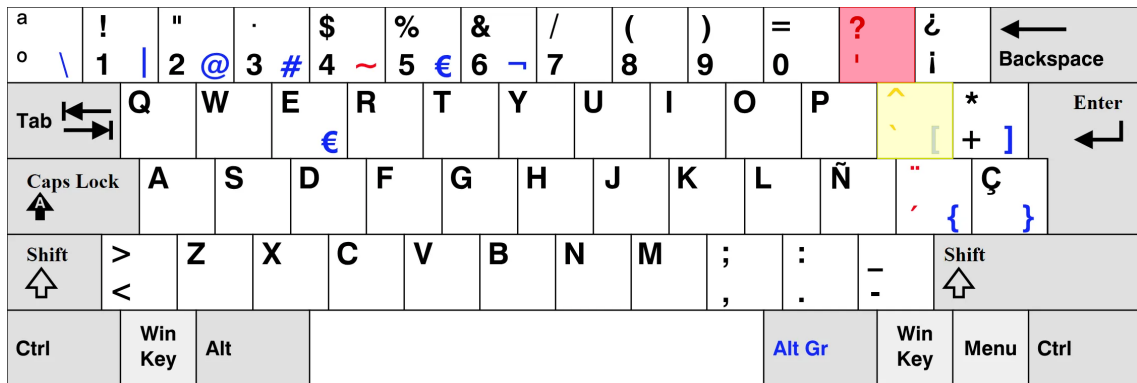 ª ! " · $ % & / ( ) = ? ¿
º \ 1 | 2 @ 3 # 4 ~ 5 € 6 ¬ 7 8 9 0 ' ¡ Backspace
Tab Q W E R T Y U I O P ^ * Enter
€ ` [ + ]
Caps Lock A S D F G H J K L Ñ ¨ Ç
A ´ { }
Shift > Z X C V B N M ; : _ Shift
< , . -
Ctrl Win Key Alt Alt Gr Win Key Menu Ctrl